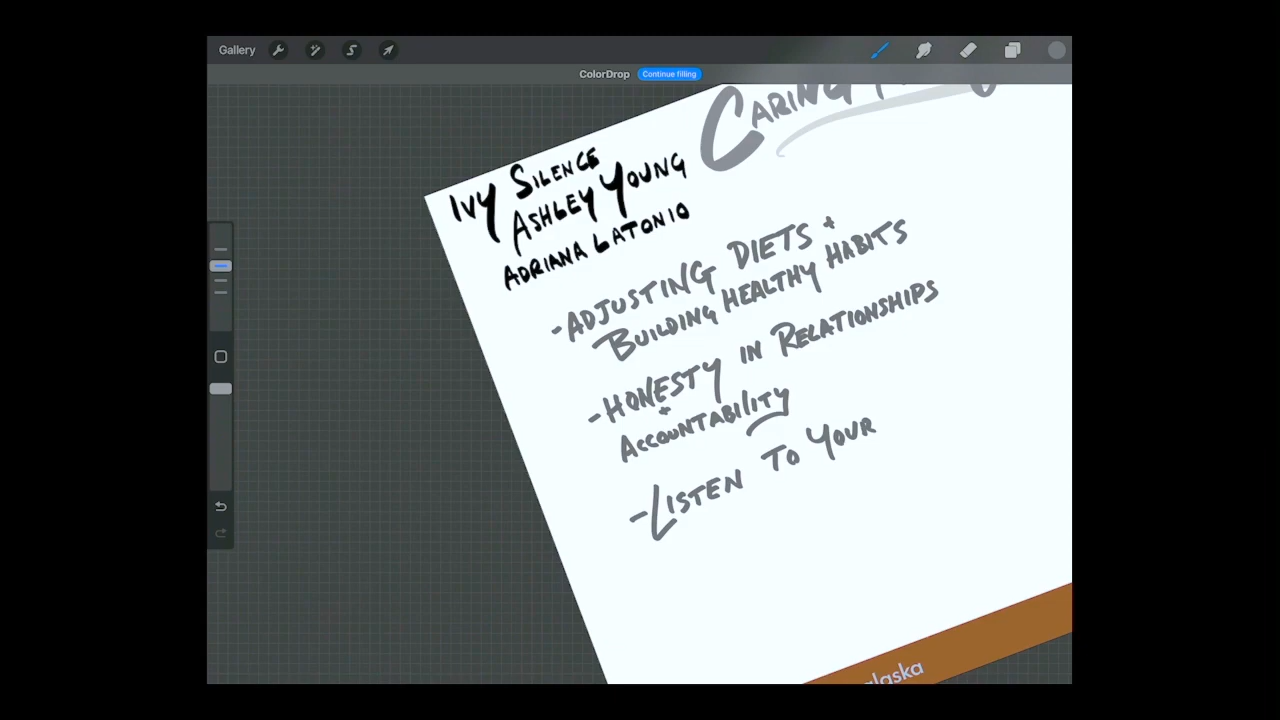 Gallery
ColorDrop Continue filling
CARING
IVY SILENCE
ASHLEY YOUNG
ADRIANA LATONIO
-ADJUSTING DIETS +
BUILDING HEALTHY HABITS
-HONESTY IN RELATIONSHIPS
+
ACCOUNTABILITY
-LISTEN TO YOUR
alaska